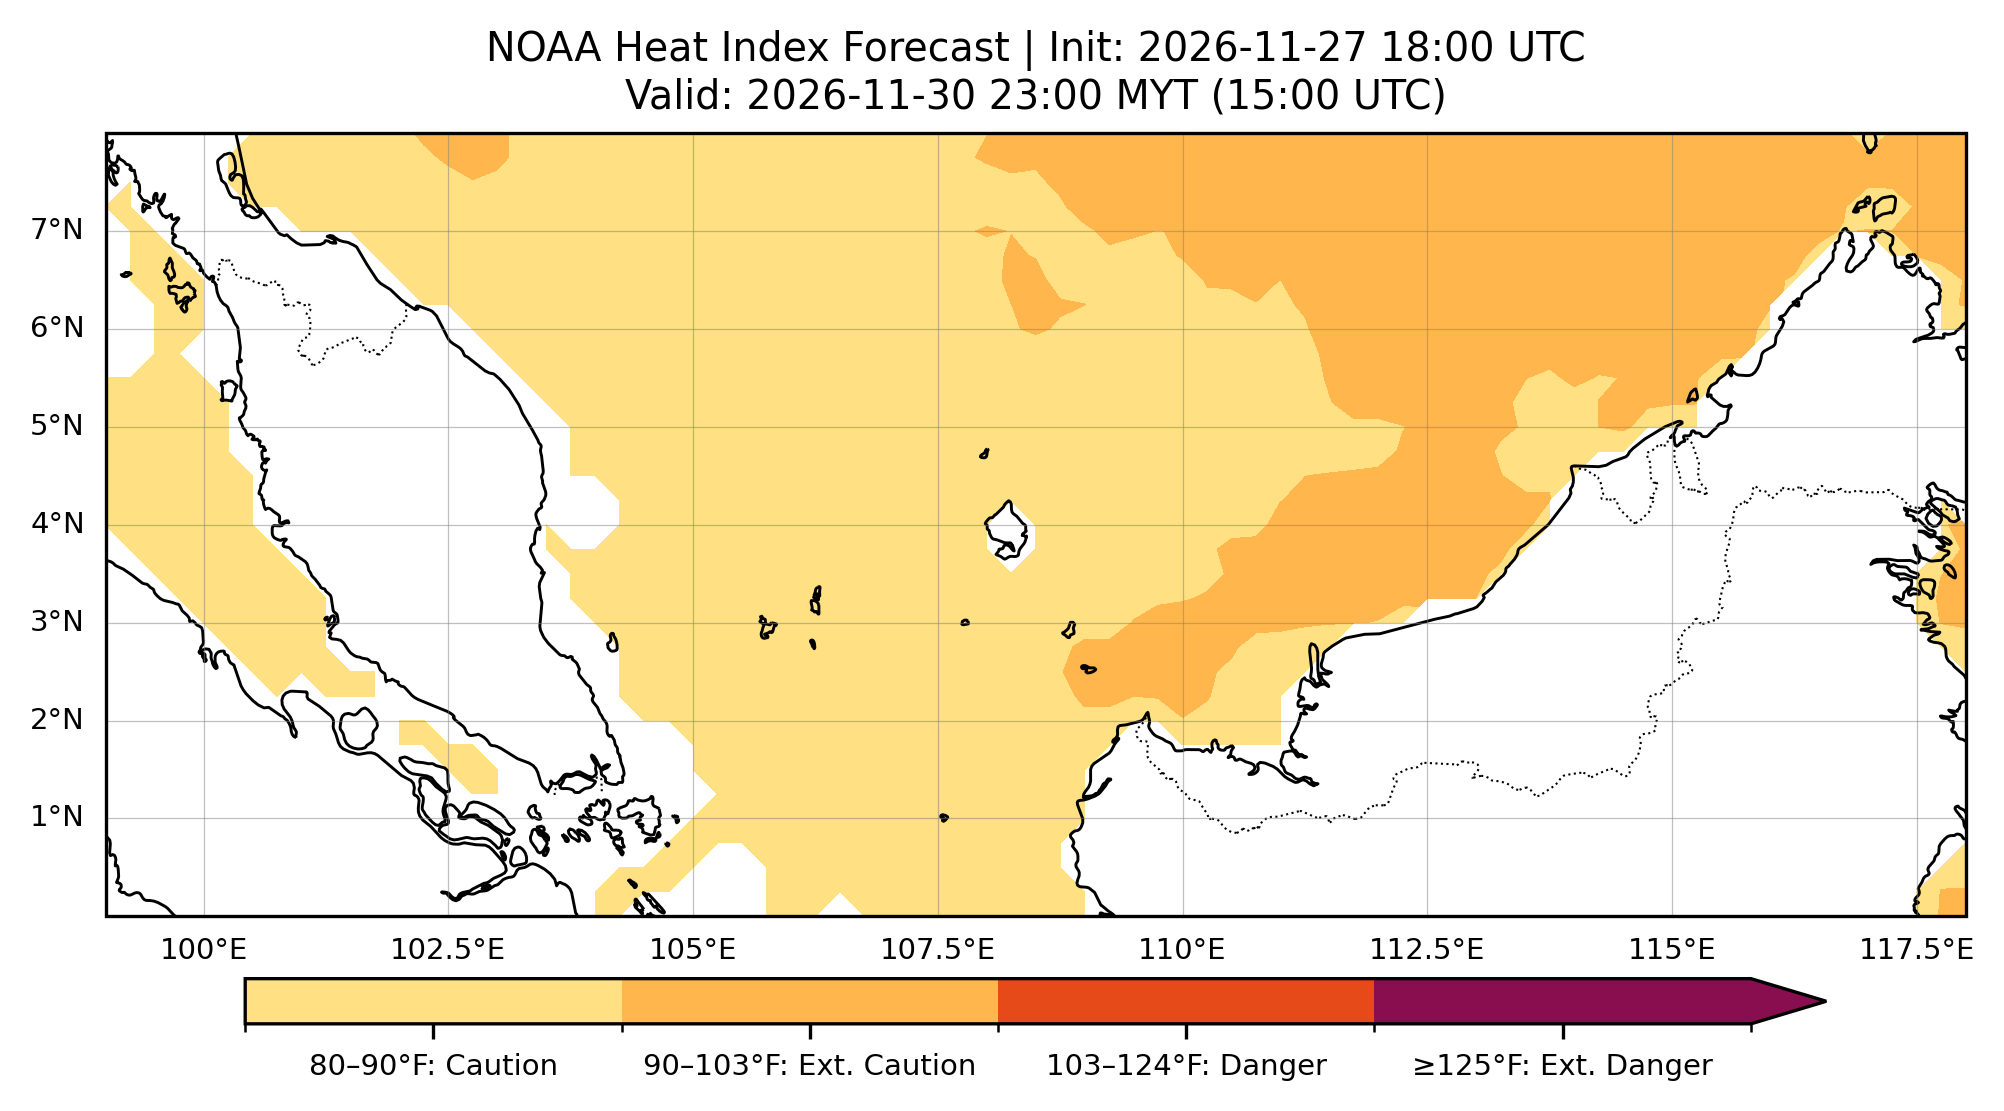 NOAA Heat Index Forecast | Init: 2026-11-27 18:00 UTC
Valid: 2026-11-30 23:00 MYT (15:00 UTC)
7°N
6°N
5°N
4°N
3°N
2°N
1°N
100°E 102.5°E 105°E 107.5°E 110°E 112.5°E 115°E 117.5°E
80–90°F: Caution 90–103°F: Ext. Caution 103–124°F: Danger ≥125°F: Ext. Danger